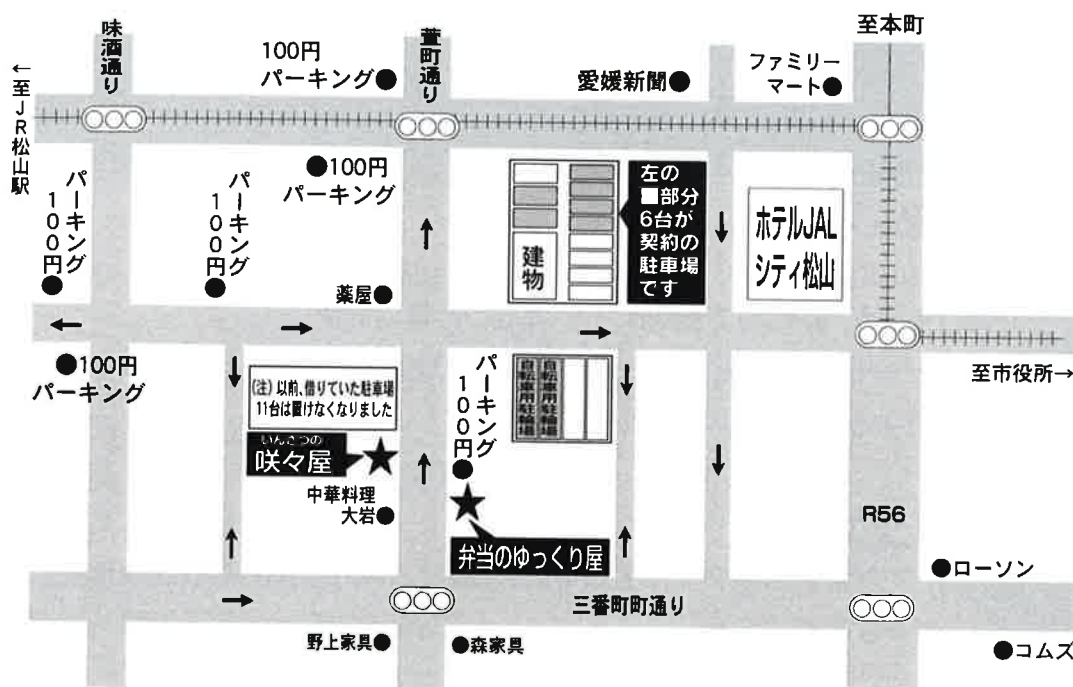 味酒通り
100円
パーキング
萱町通り
愛媛新聞
ファミリー
マート
至本町
←至JR松山駅
100円
パーキング
パーキング
100円
パーキング
100円
薬屋
建物
左の
■部分
6台が
契約の
駐車場
です
ホテルJAL
シティ松山
100円
パーキング
(注)以前、借りていた駐車場
11台は置けなくなりました
いんさつの
咲々屋
中華料理
大岩
パーキング
100円
自転車用駐輪場
自転車用駐輪場
弁当のゆっくり屋
至市役所→
R56
ローソン
三番町町通り
野上家具
森家具
コムズ